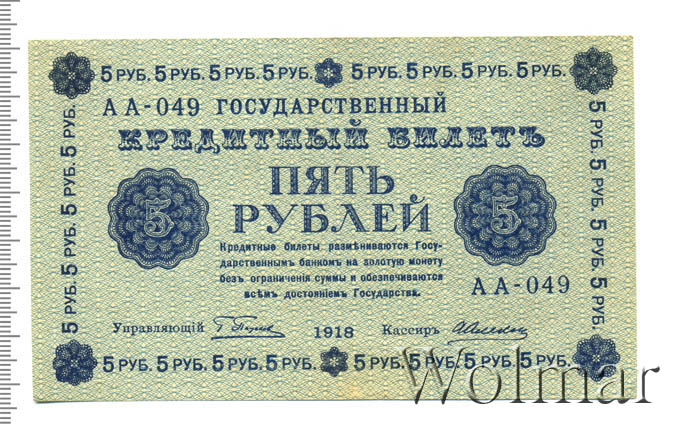 5 РУБ. 5 РУБ. 5 РУБ. 5 РУБ. 5 РУБ. 5 РУБ. 5 РУБ. 5 РУБ.
АА-049 ГОСУДАРСТВЕННЫЙ
КРЕДИТНЫЙ БИЛЕТЪ
5 ПЯТЬ 5
РУБЛЕЙ
Кредитные билеты размѣниваются Госу-
дарственнымъ банкомъ на золотую монету
безъ ограниченія суммы и обезпечиваются
всѣмъ достояніемъ Государства.
АА-049
Управляющій 1918 Кассиръ
5 РУБ. 5 РУБ. 5 РУБ. 5 РУБ. 5 РУБ. 5 РУБ. 5 РУБ. 5 РУБ.
5 РУБ. 5 РУБ. 5 РУБ. 5 РУБ.
5 РУБ. 5 РУБ. 5 РУБ. 5 РУБ.
Wolmar